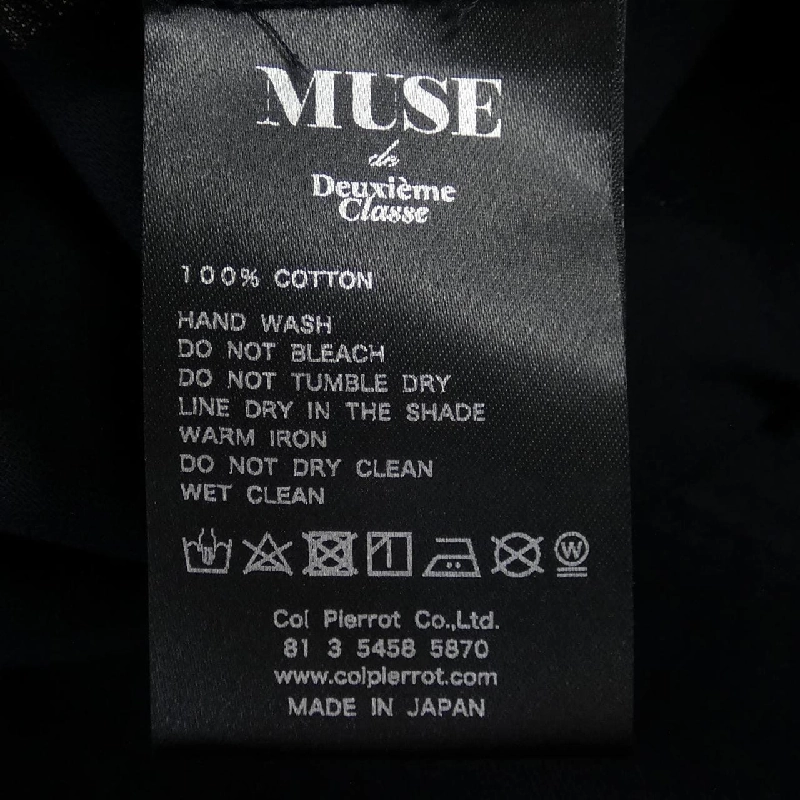 MUSE
de
Deuxième
Classe
100% COTTON
HAND WASH
DO NOT BLEACH
DO NOT TUMBLE DRY
LINE DRY IN THE SHADE
WARM IRON
DO NOT DRY CLEAN
WET CLEAN
W
Col Pierrot Co.,Ltd.
81 3 5458 5870
www.colpierrot.com
MADE IN JAPAN